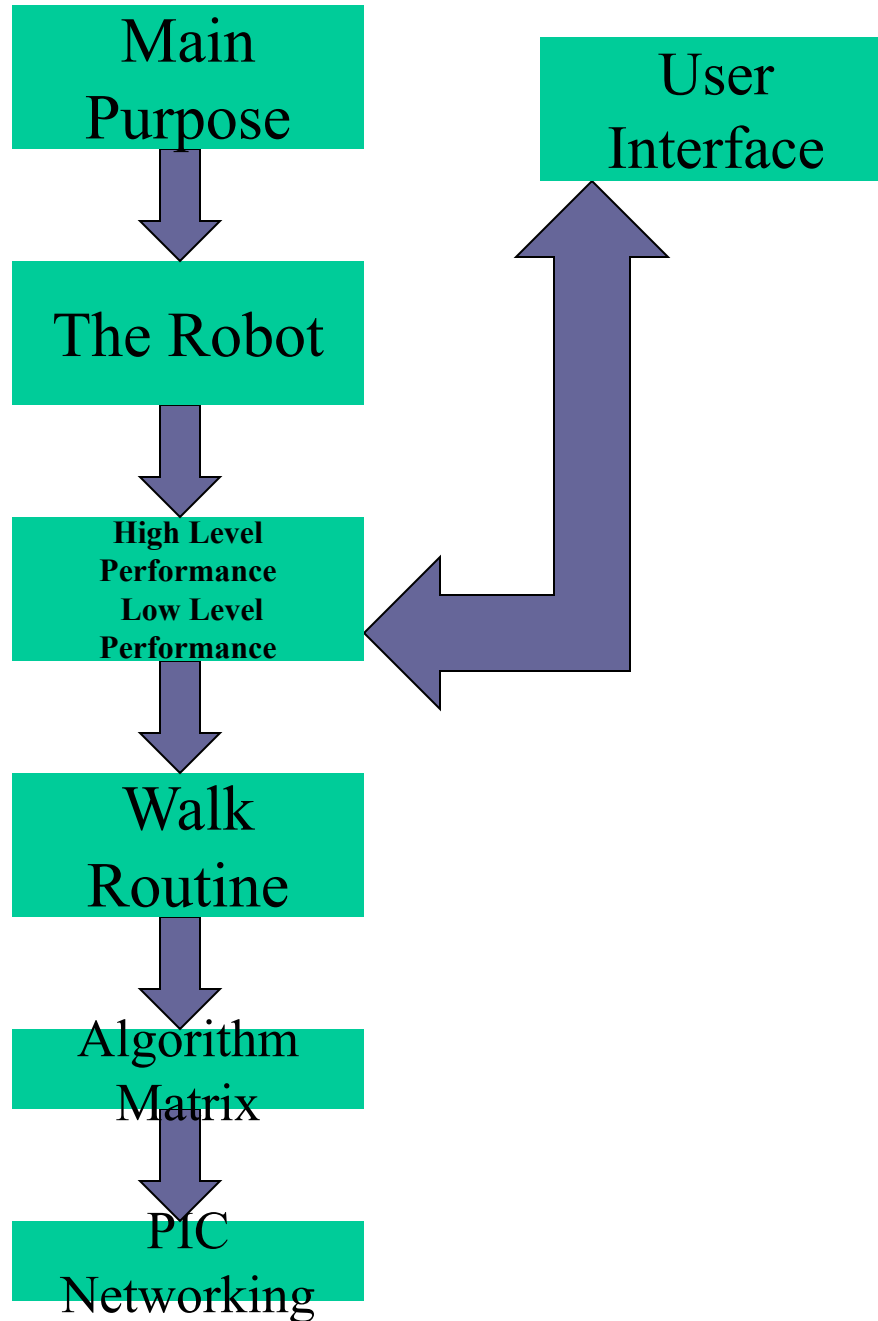 Main
Purpose
User
Interface
The Robot
High Level
Performance
Low Level
Performance
Walk
Routine
Algorithm
Matrix
PIC
Networking